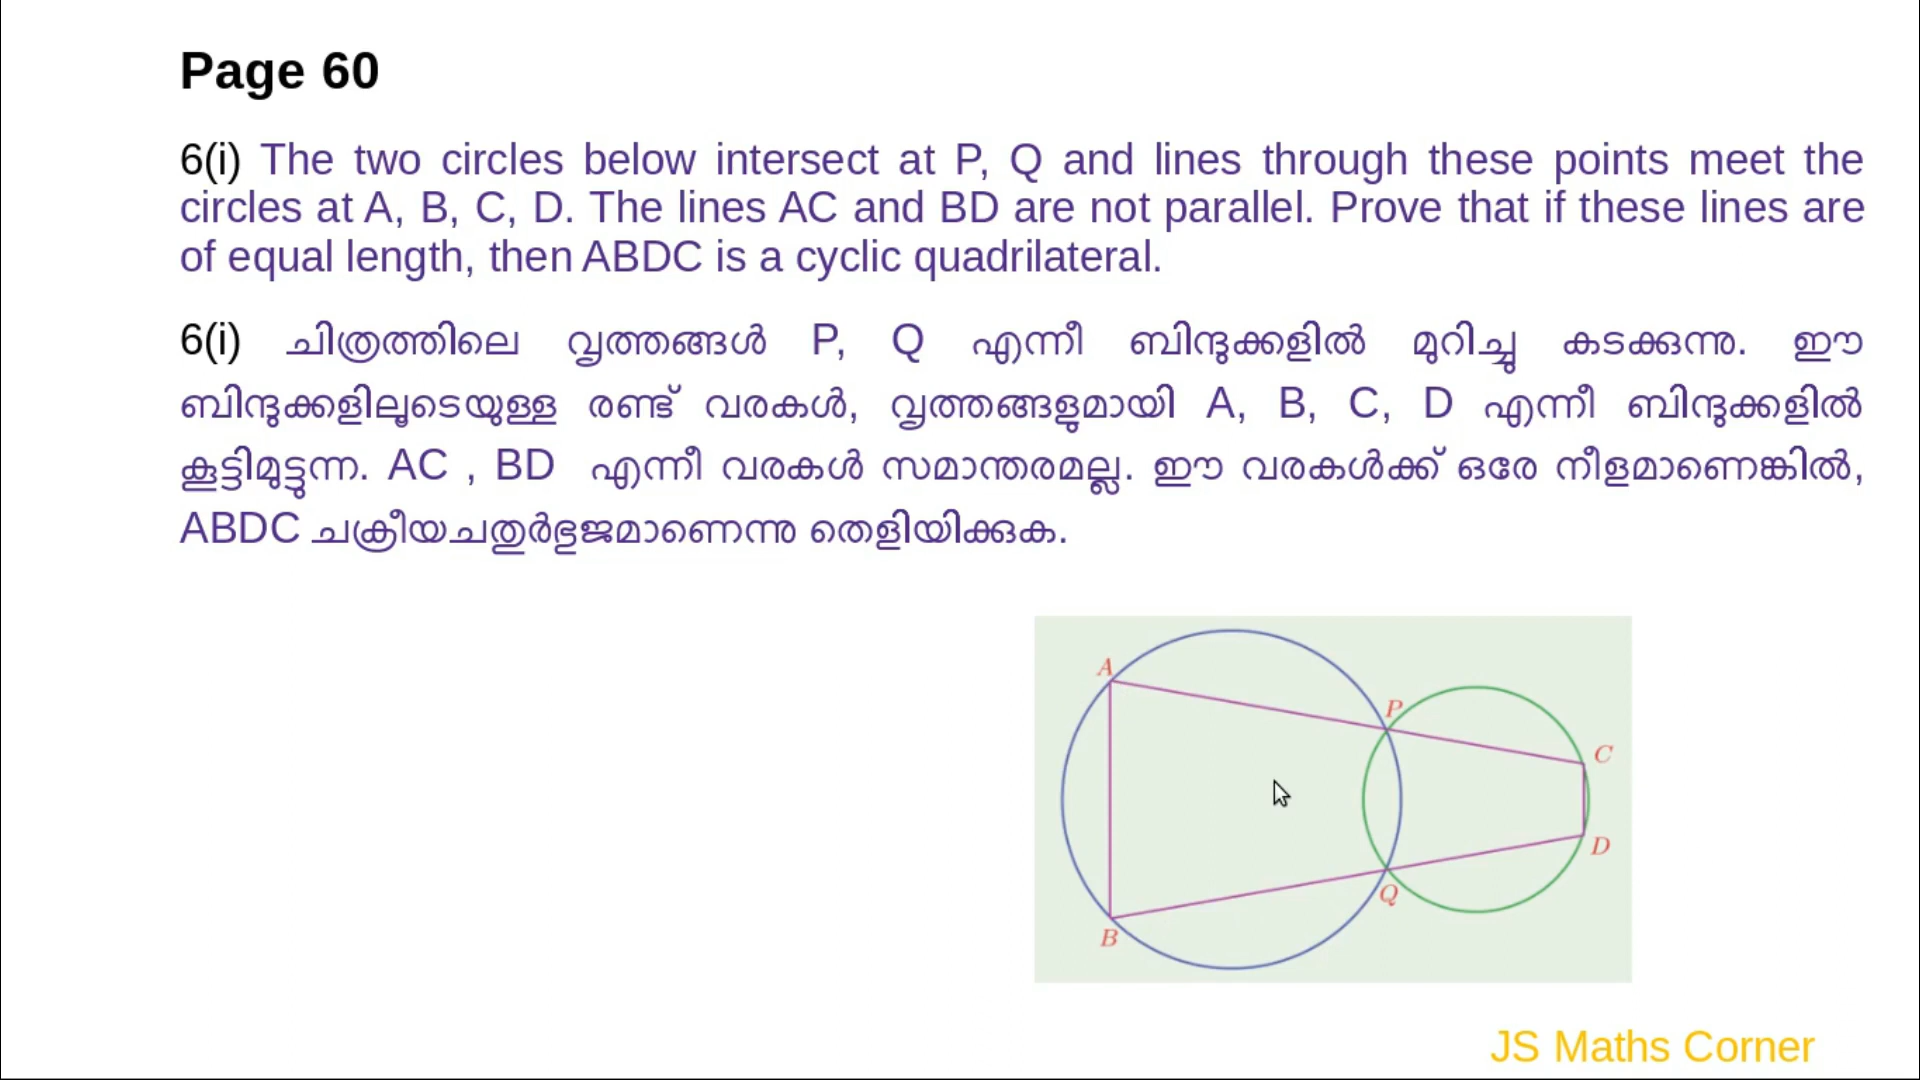 Page 60
6(i) The two circles below intersect at P, Q and lines through these points meet the
circles at A, B, C, D. The lines AC and BD are not parallel. Prove that if these lines are
of equal length, then ABDC is a cyclic quadrilateral.
6(i) ചിത്രത്തിലെ വൃത്തങ്ങൾ P, Q എന്നീ ബിന്ദുക്കളിൽ മുറിച്ചു കടക്കുന്നു. ഈ
ബിന്ദുക്കളിലൂടെയുള്ള രണ്ട് വരകൾ, വൃത്തങ്ങളുമായി A, B, C, D എന്നീ ബിന്ദുക്കളിൽ
കൂട്ടിമുട്ടുന്ന. AC , BD എന്നീ വരകൾ സമാന്തരമല്ല. ഈ വരകൾക്ക് ഒരേ നീളമാണെങ്കിൽ,
ABDC ചക്രീയചതുർഭുജമാണെന്നു തെളിയിക്കുക.
A
P
C
D
Q
B
JS Maths Corner